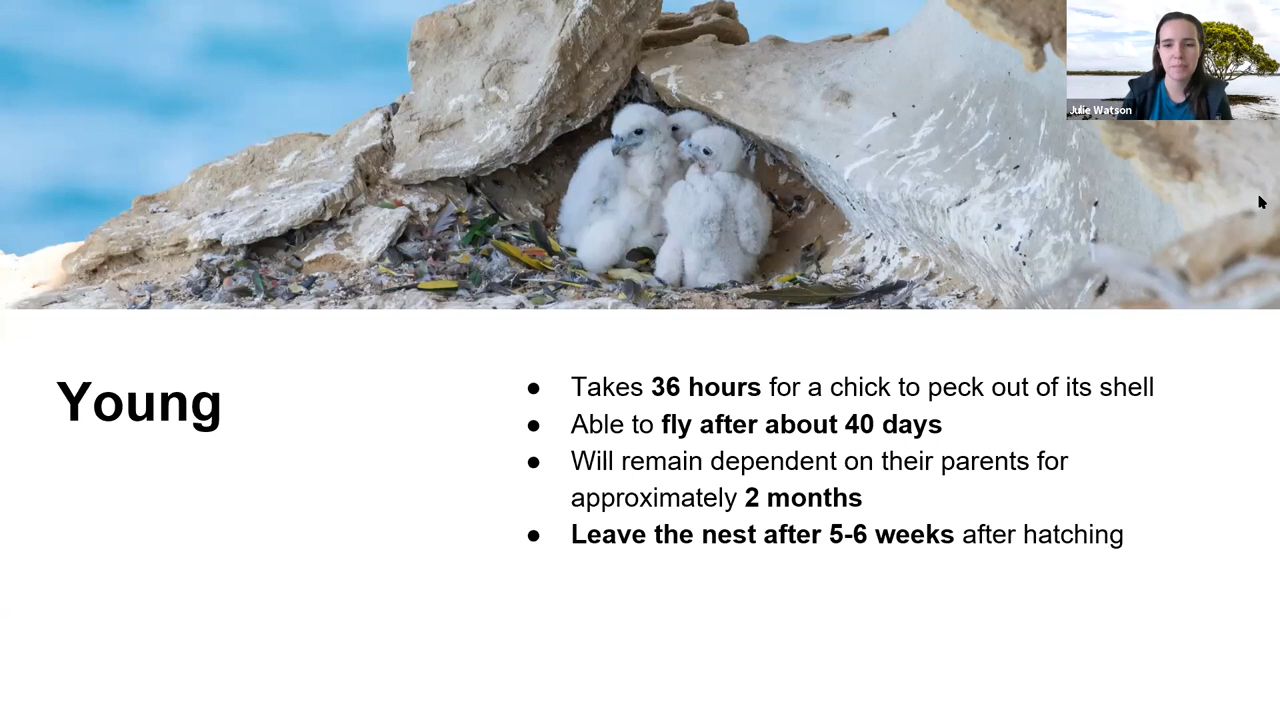 Julie Watson
Young
● Takes 36 hours for a chick to peck out of its shell
● Able to fly after about 40 days
● Will remain dependent on their parents for
approximately 2 months
● Leave the nest after 5-6 weeks after hatching